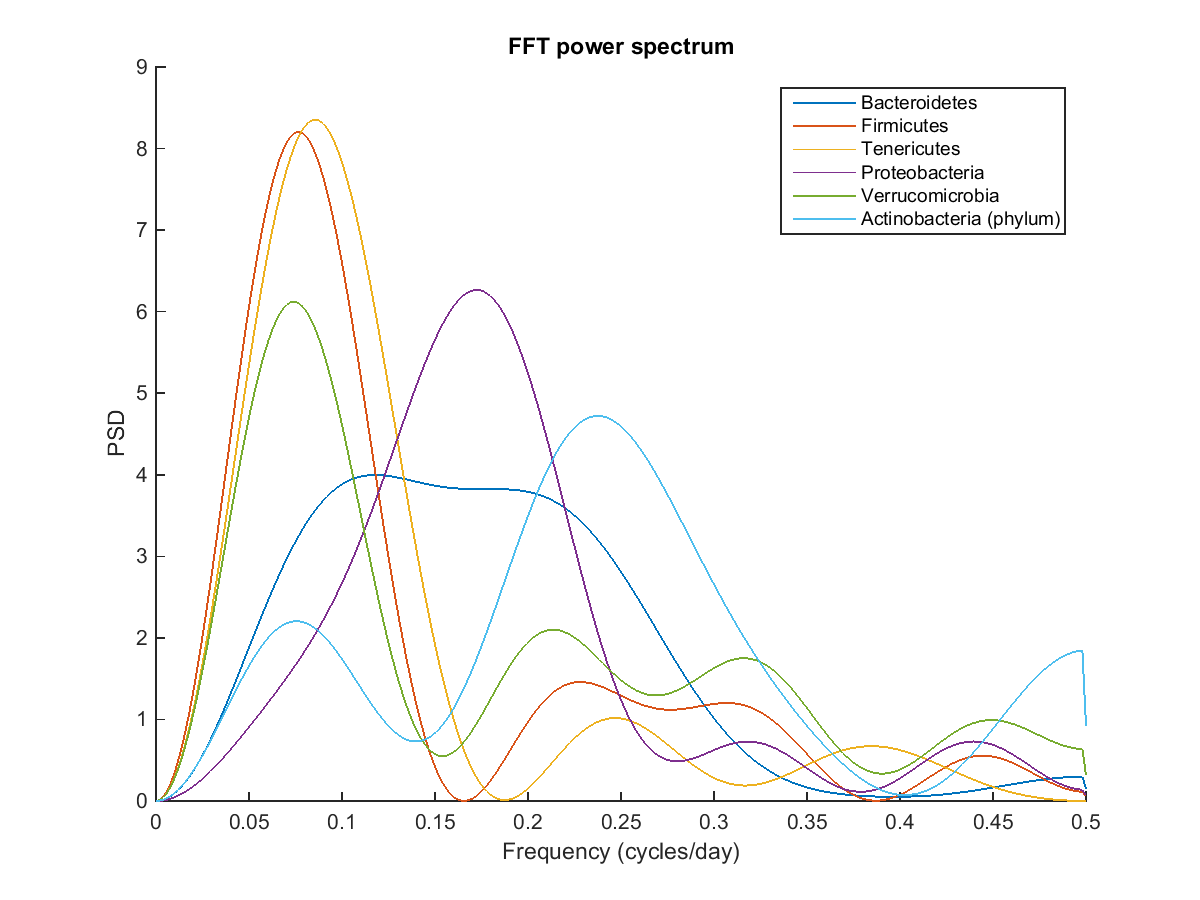 FFT power spectrum
9
8
7
6
5
4
3
2
1
0
PSD
Bacteroidetes
Firmicutes
Tenericutes
Proteobacteria
Verrucomicrobia
Actinobacteria (phylum)
0 0.05 0.1 0.15 0.2 0.25 0.3 0.35 0.4 0.45 0.5
Frequency (cycles/day)